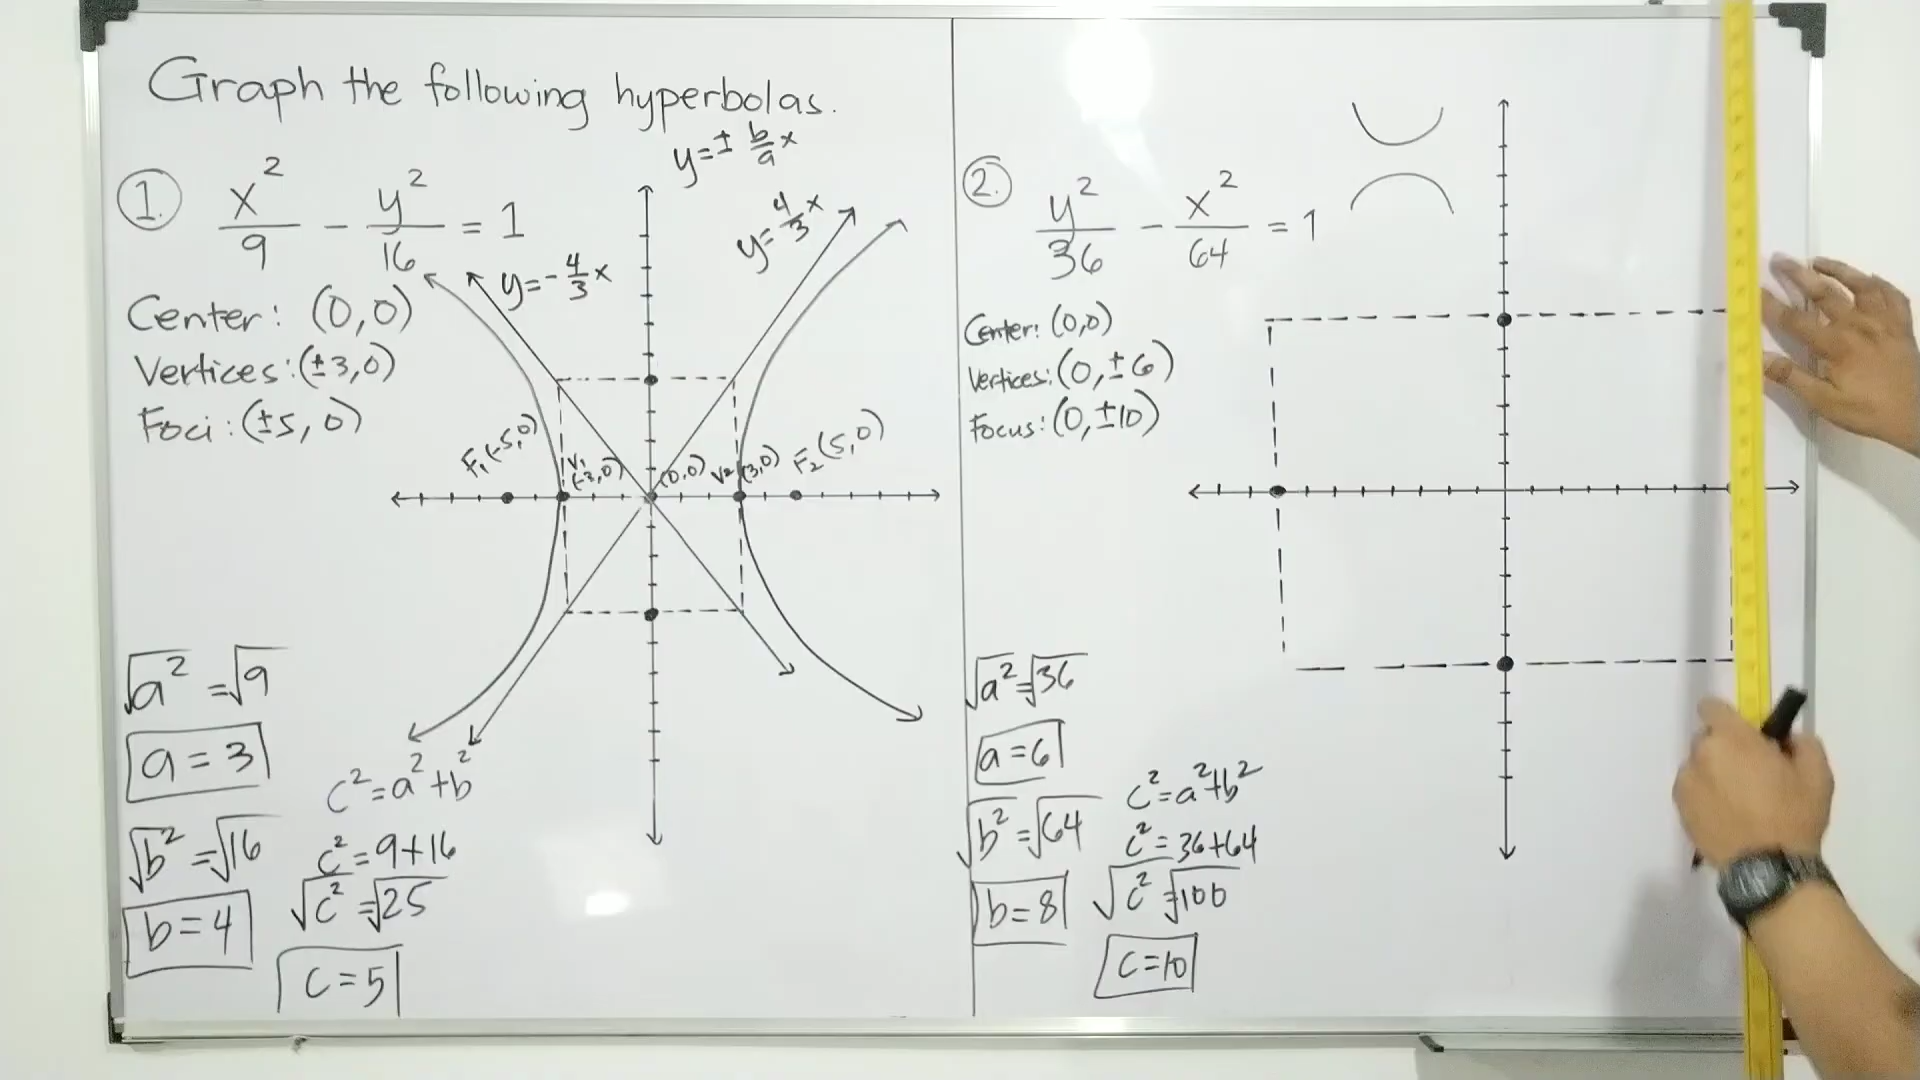 Graph the following hyperbolas.
1. x²/9 - y²/16 = 1
Center: (0,0)
Vertices: (±3,0)
Foci: (±5,0)
y=± b/a x
y=-4/3 x
y=4/3 x
F₁(-5,0)
V₁
(-3,0)
(0,0)
V₂ (3,0)
F₂(5,0)
√a² = √9
a = 3
√b² = √16
b = 4
c² = a² + b²
c² = 9+16
√c² = √25
c = 5
2. y²/36 - x²/64 = 1
Center: (0,0)
Vertices: (0,±6)
Focus: (0,±10)
√a² = √36
a = 6
√b² = √64
b = 8
c² = a² + b²
c² = 36+64
√c² = √100
c = 10